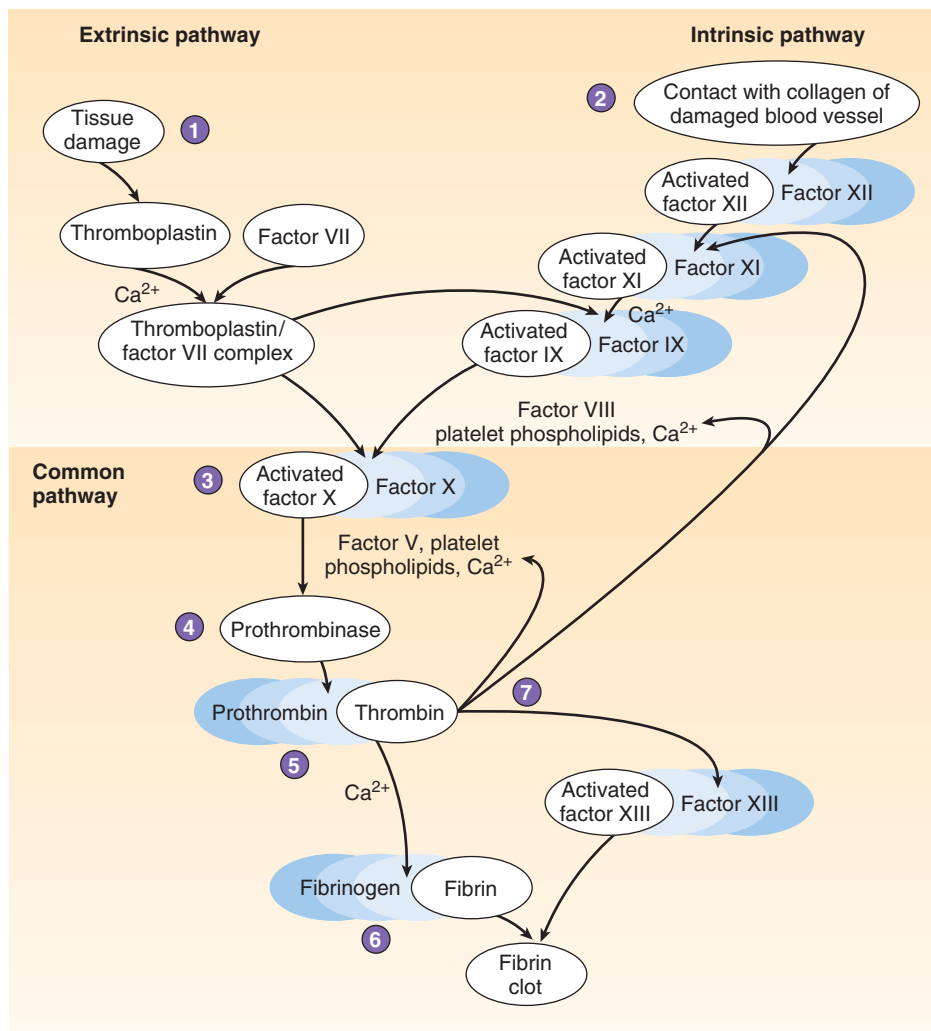 Extrinsic pathway
Intrinsic pathway
2
Contact with collagen of
damaged blood vessel
Tissue
damage
1
Activated
factor XII
Factor XII
Thromboplastin
Factor VII
Activated
factor XI
Factor XI
Ca2+
Ca2+
Thromboplastin/
factor VII complex
Activated
factor IX
Factor IX
Factor VIII
platelet phospholipids, Ca2+
Common
pathway
3
Activated
factor X
Factor X
Factor V, platelet
phospholipids, Ca2+
4
Prothrombinase
7
Prothrombin
Thrombin
5
Ca2+
Activated
factor XIII
Factor XIII
Fibrinogen
Fibrin
6
Fibrin
clot